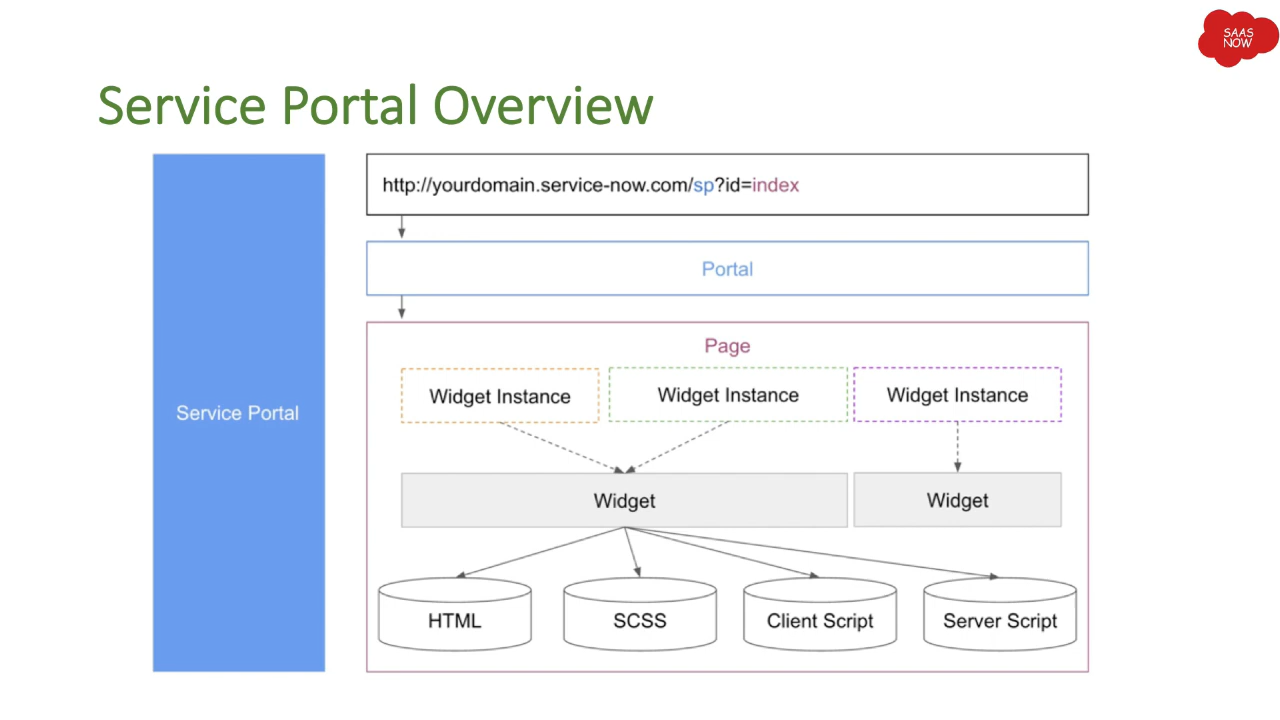 SAAS
NOW
Service Portal Overview
Service Portal
http://yourdomain.service-now.com/sp?id=index
Portal
Page
Widget Instance
Widget Instance
Widget Instance
Widget
Widget
HTML
SCSS
Client Script
Server Script